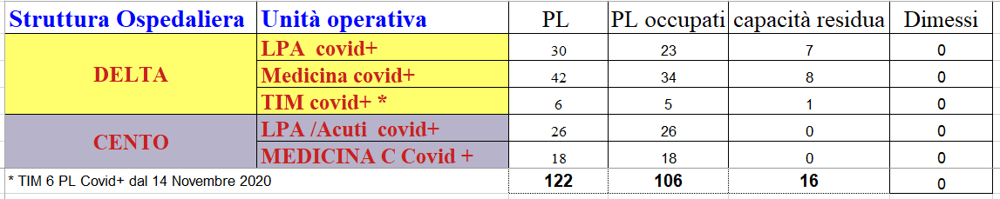 Struttura Ospedaliera Unità operativa PL PL occupati capacità residua Dimessi
DELTA
LPA covid+ 30 23 7 0
Medicina covid+ 42 34 8 0
TIM covid+ * 6 5 1 0
CENTO
LPA /Acuti covid+ 26 26 0 0
MEDICINA C Covid + 18 18 0 0
* TIM 6 PL Covid+ dal 14 Novembre 2020 122 106 16 0